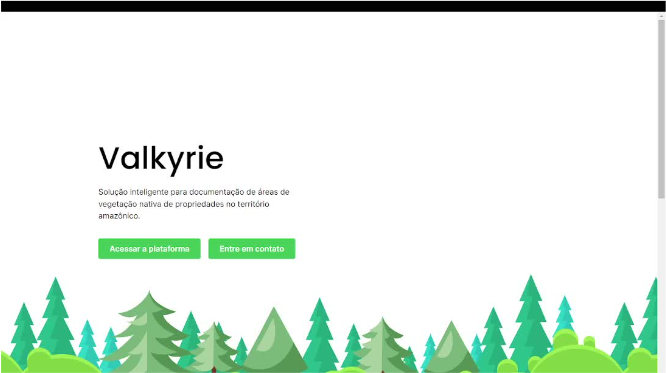 Valkyrie
Solução inteligente para documentação de áreas de
vegetação nativa de propriedades no território
amazônico.
Acessar a plataforma
Entre em contato